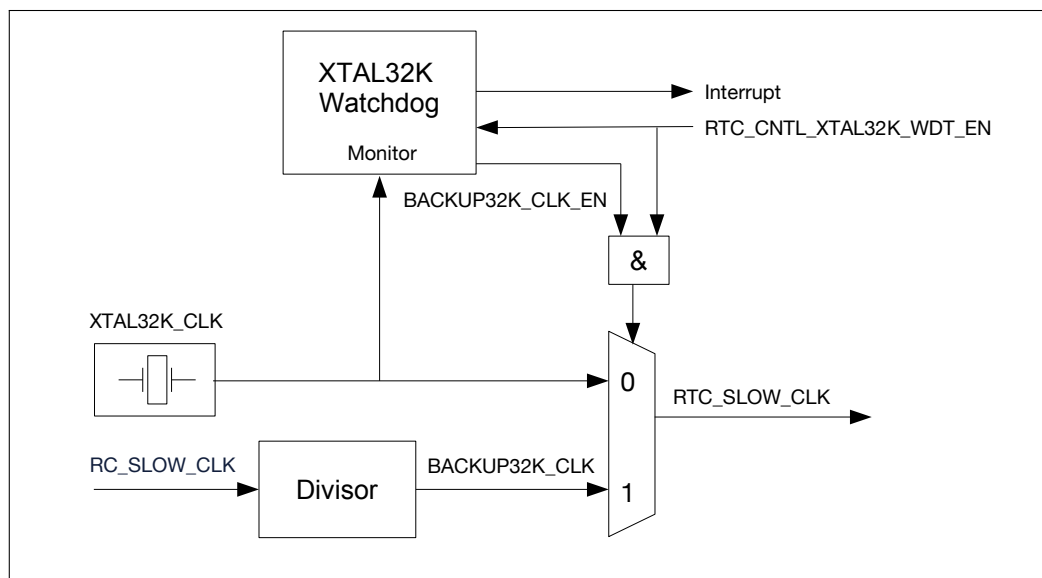 XTAL32K
Watchdog
Interrupt
RTC_CNTL_XTAL32K_WDT_EN
Monitor
BACKUP32K_CLK_EN
&
XTAL32K_CLK
0
RTC_SLOW_CLK
RC_SLOW_CLK
Divisor
BACKUP32K_CLK
1